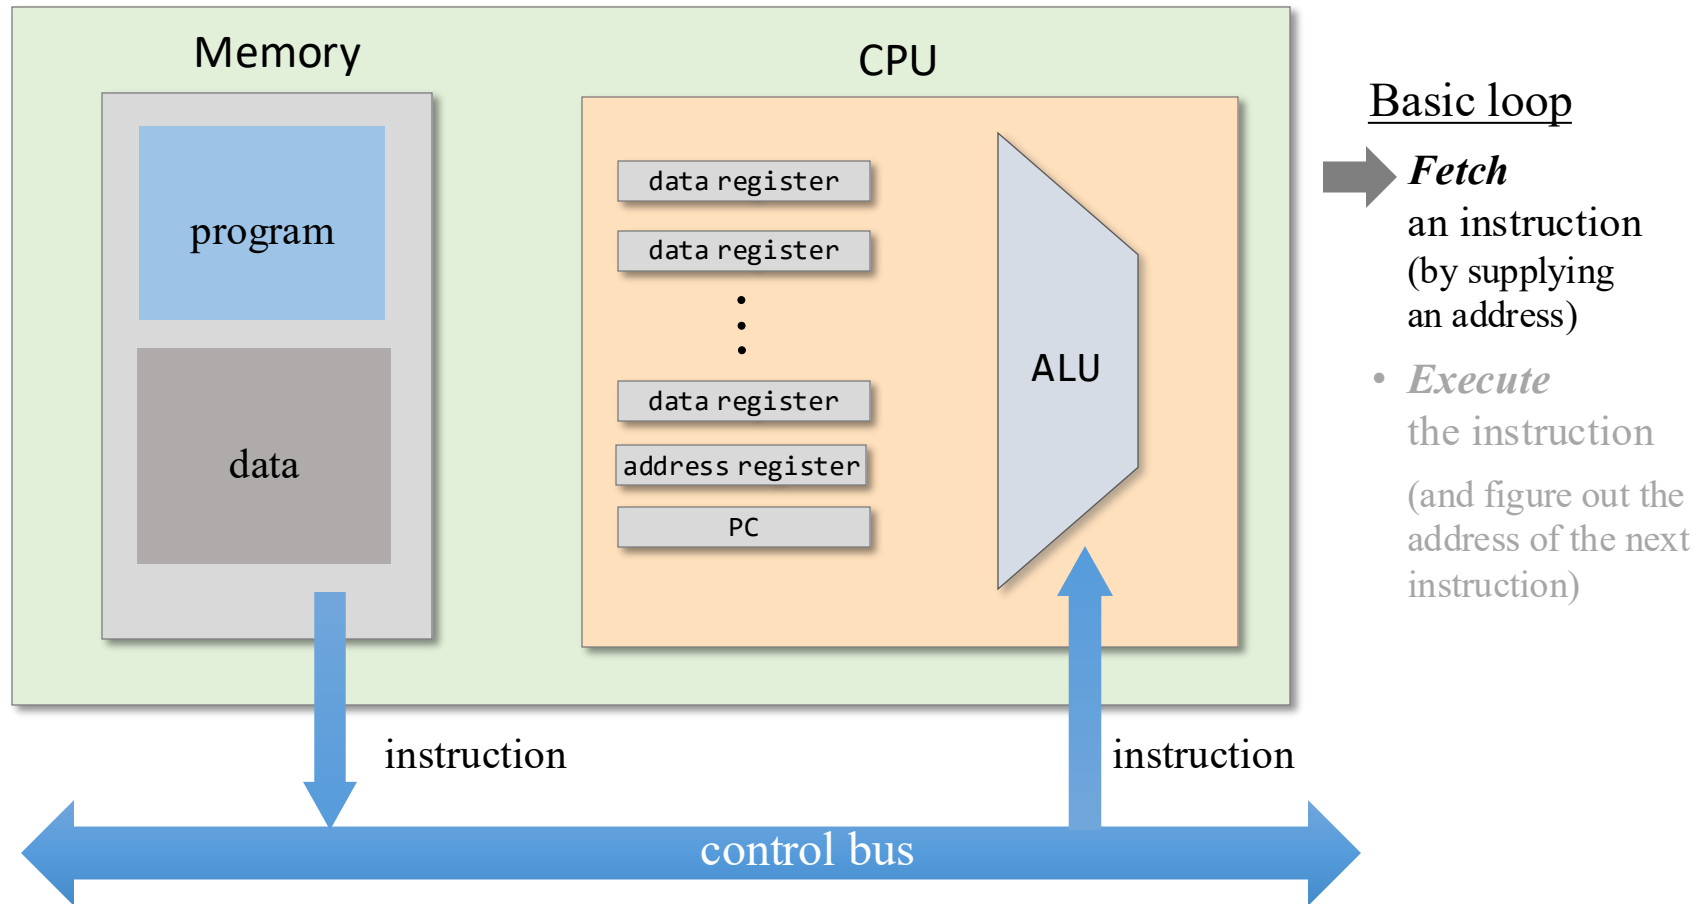 Memory
program
data
CPU
data register
data register
data register
address register
PC
ALU
instruction
instruction
control bus
Basic loop
Fetch
an instruction
(by supplying
an address)
• Execute
the instruction
(and figure out the
address of the next
instruction)